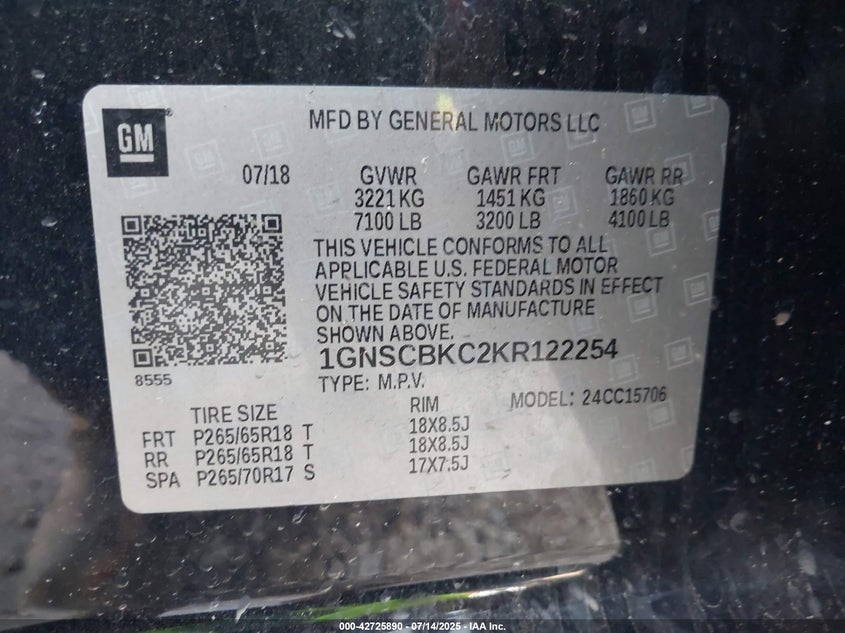 GM
MFD BY GENERAL MOTORS LLC
07/18 GVWR GAWR FRT GAWR RR
3221 KG 1451 KG 1860 KG
7100 LB 3200 LB 4100 LB
THIS VEHICLE CONFORMS TO ALL
APPLICABLE U.S. FEDERAL MOTOR
VEHICLE SAFETY STANDARDS IN EFFECT
ON THE DATE OF MANUFACTURE
SHOWN ABOVE.
1GNSCBKC2KR122254
8555
TYPE: M.P.V. MODEL: 24CC15706
TIRE SIZE RIM
FRT P265/65R18 T 18X8.5J
RR P265/65R18 T 18X8.5J
SPA P265/70R17 S 17X7.5J
000-42725890 - 07/14/2025 - IAA Inc.